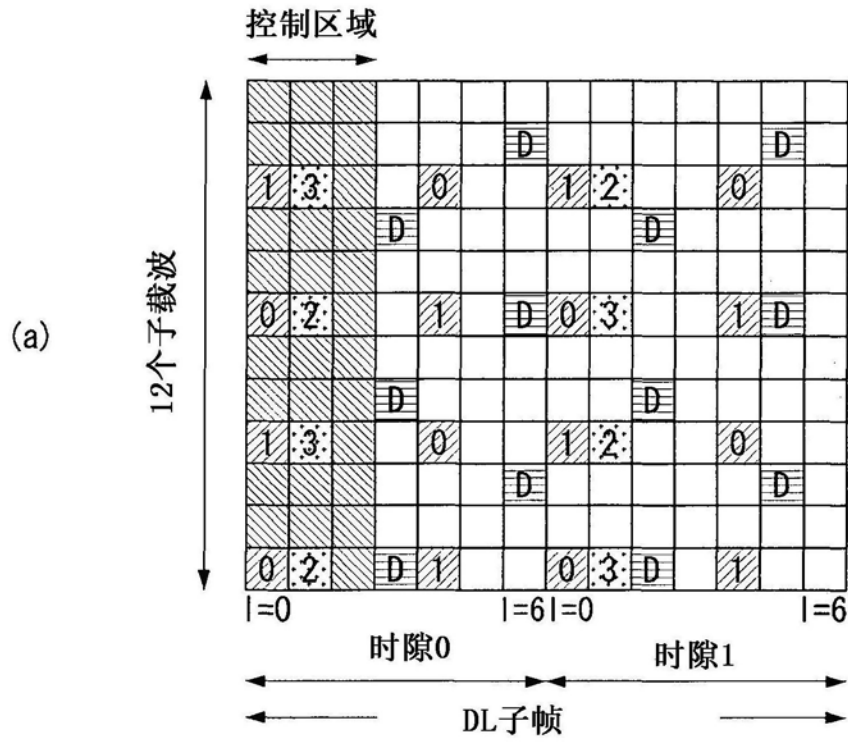 控制区域
D D
1 3 0 1 2 0
D D
(a)
12个子载波
0 2 1 D 0 3 1 D
D D
1 3 0 1 2 0
D D
0 2 D 1 0 3 D 1
l=0 l=6 l=0 l=6
时隙0 时隙1
DL子帧